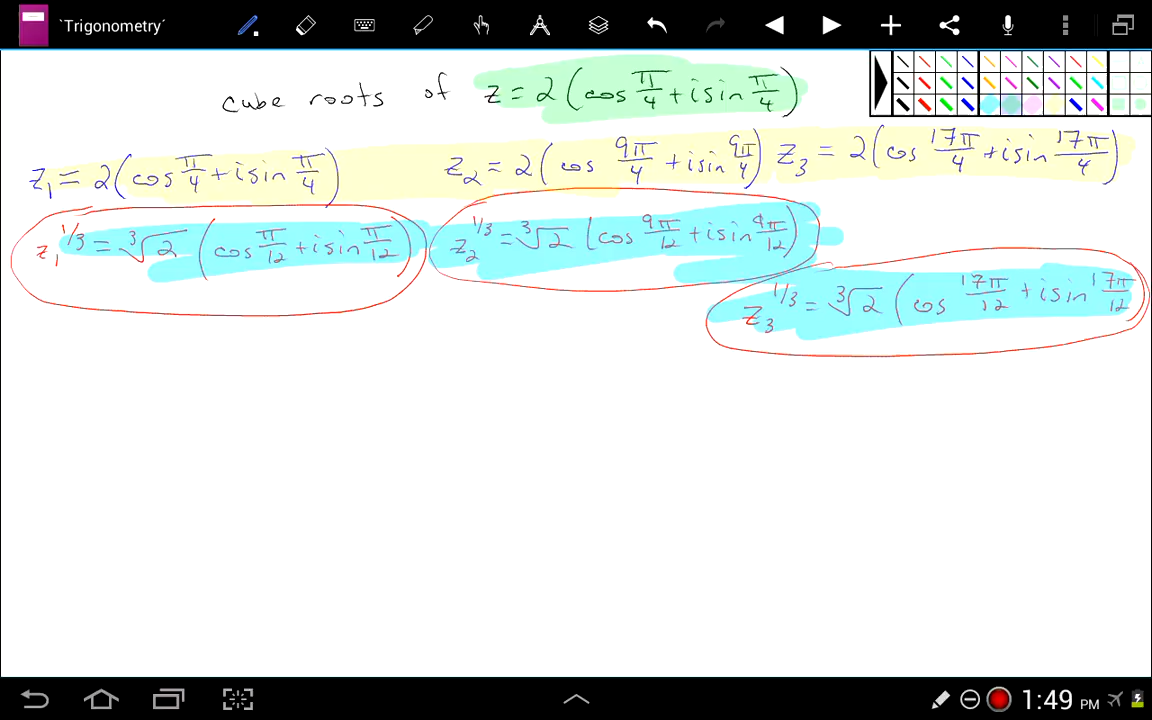 `Trigonometry´
cube roots of z = 2 (cos π/4 + i sin π/4)
z₁ = 2 (cos π/4 + i sin π/4) z₂ = 2 (cos 9π/4 + i sin 9π/4) z₃ = 2 (cos 17π/4 + i sin 17π/4)
z₁^1/3 = ∛2 (cos π/12 + i sin π/12) z₂^1/3 = ∛2 (cos 9π/12 + i sin 9π/12)
z₃^1/3 = ∛2 (cos 17π/12 + i sin 17π/12
1:49 PM